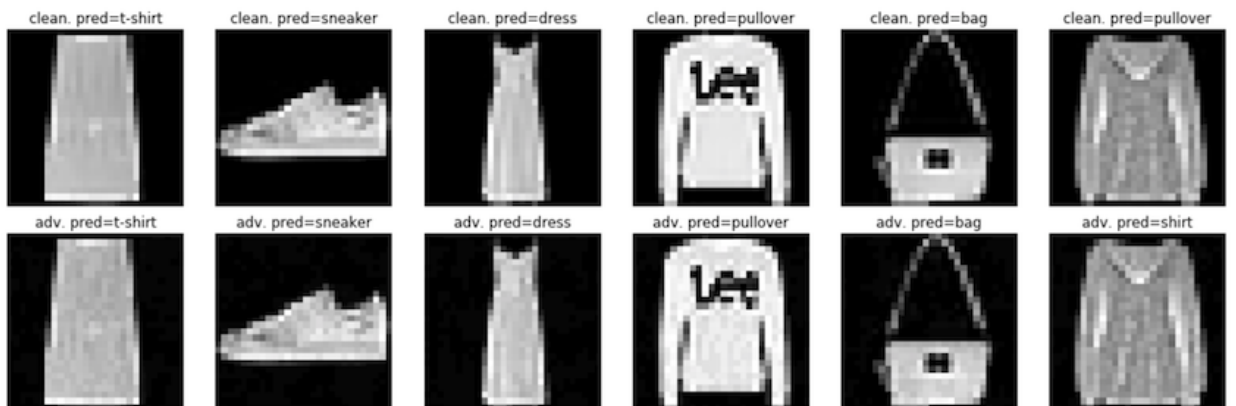 clean. pred=t-shirt
clean. pred=sneaker
clean. pred=dress
clean. pred=pullover
clean. pred=bag
clean. pred=pullover
Lee
adv. pred=t-shirt
adv. pred=sneaker
adv. pred=dress
adv. pred=pullover
adv. pred=bag
adv. pred=shirt
Lee